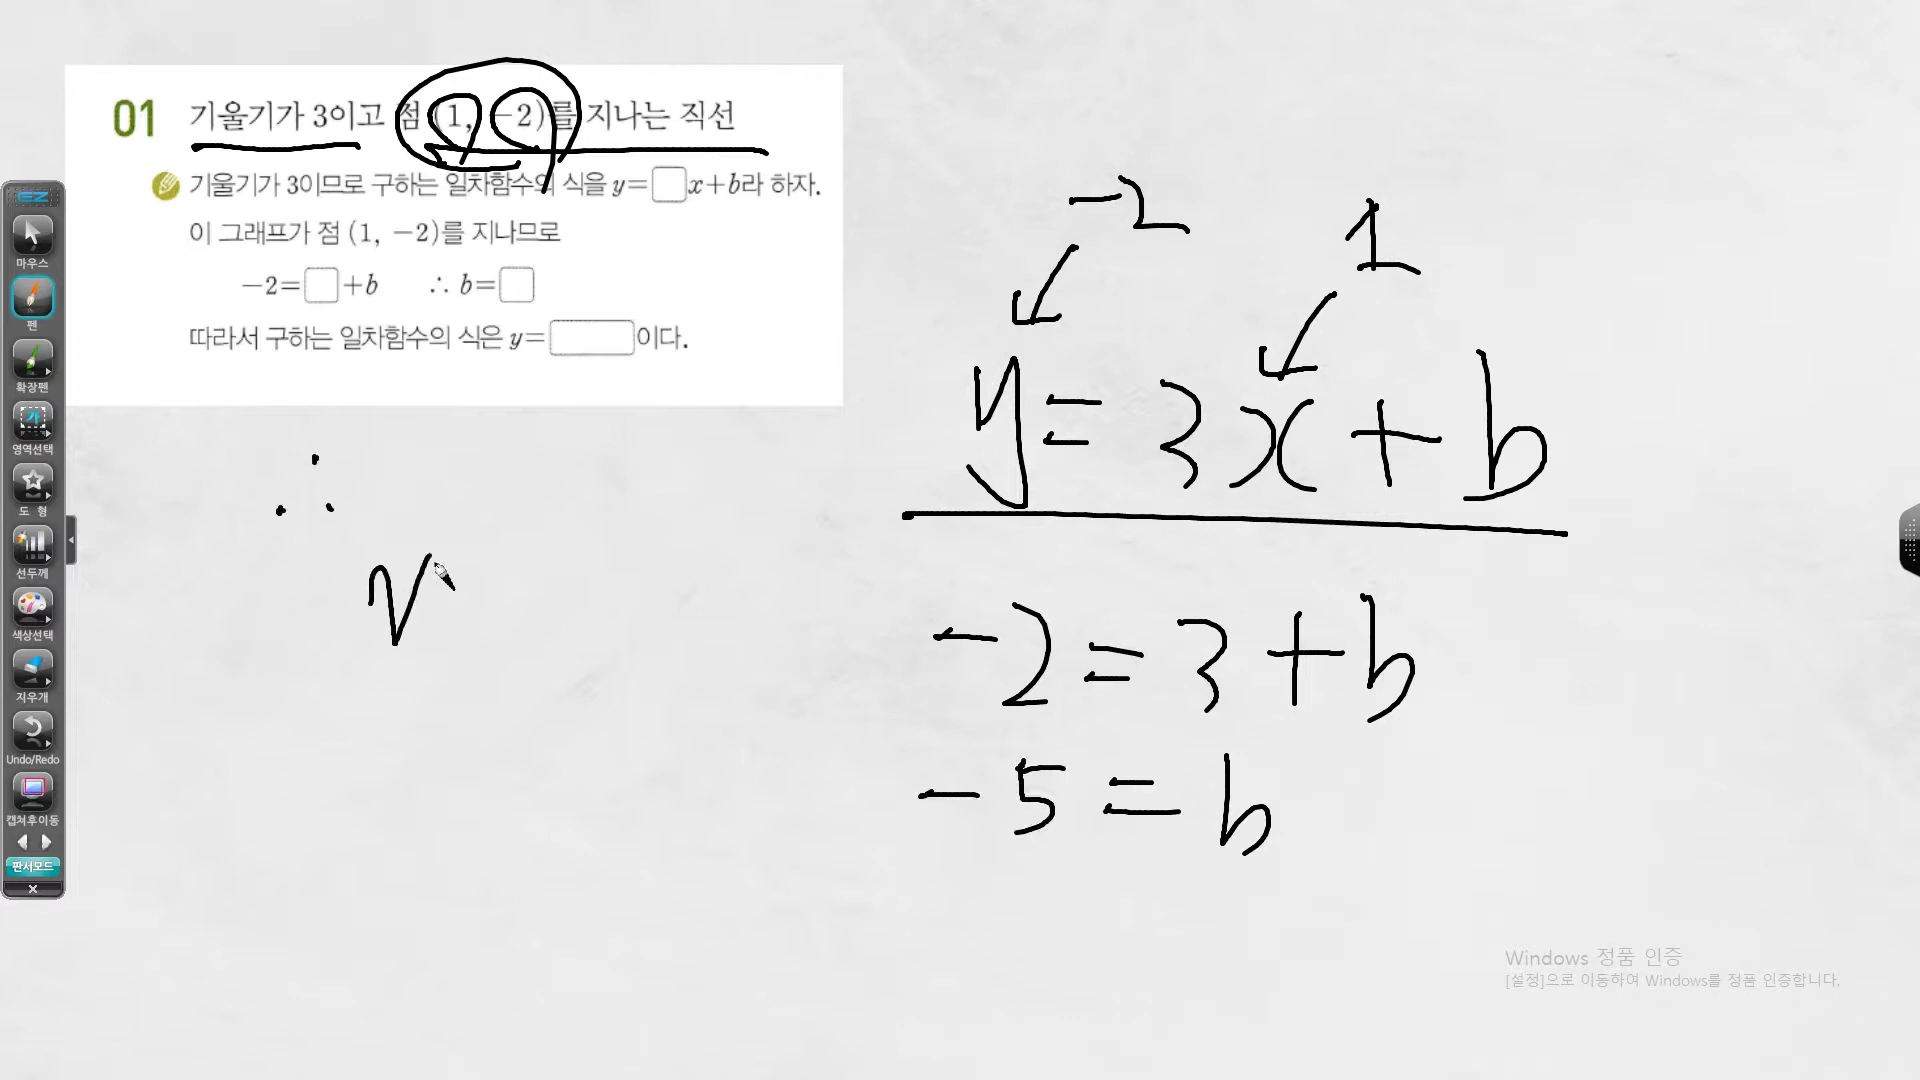 01 기울기가 3이고 점 (1, -2)를 지나는 직선
기울기가 3이므로 구하는 일차함수의 식을 y=□x+b라 하자.
이 그래프가 점 (1, -2)를 지나므로
-2=□+b ∴ b=□
따라서 구하는 일차함수의 식은 y=□이다.
-2 1
y = 3x + b
-2 = 3 + b
-5 = b
∴
EZ
마우스
펜
확장펜
가
영역선택
도 형
선두께
색상선택
지우개
Undo/Redo
캡쳐후이동
판서모드
x
Windows 정품 인증
[설정]으로 이동하여 Windows를 정품 인증합니다.